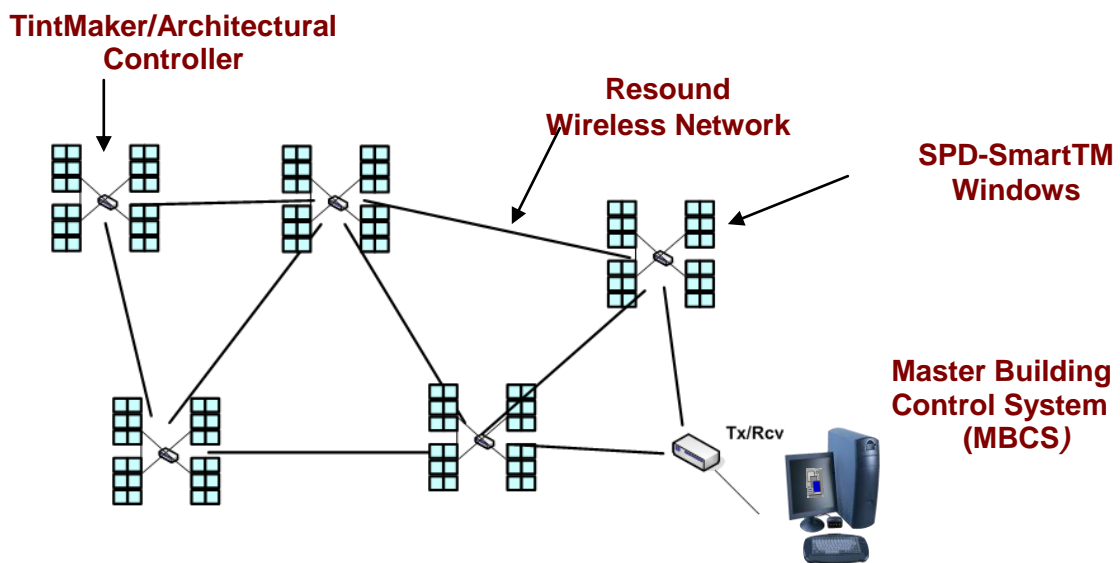 TintMaker/Architectural
Controller
Resound
Wireless Network
SPD-SmartTM
Windows
Master Building
Control System
(MBCS)
Tx/Rcv